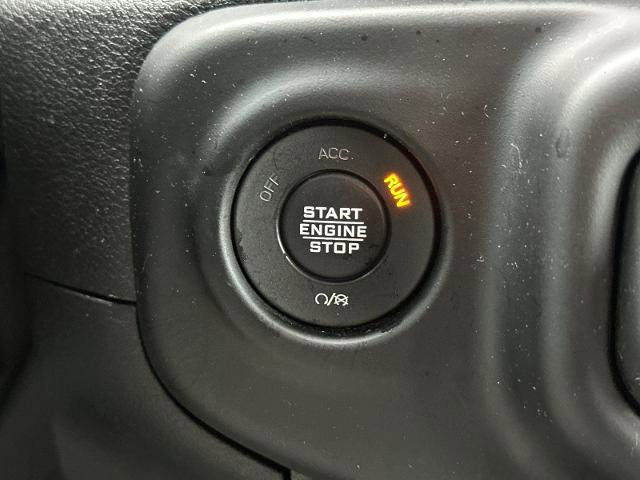 ACC
OFF
RUN
START
ENGINE
STOP